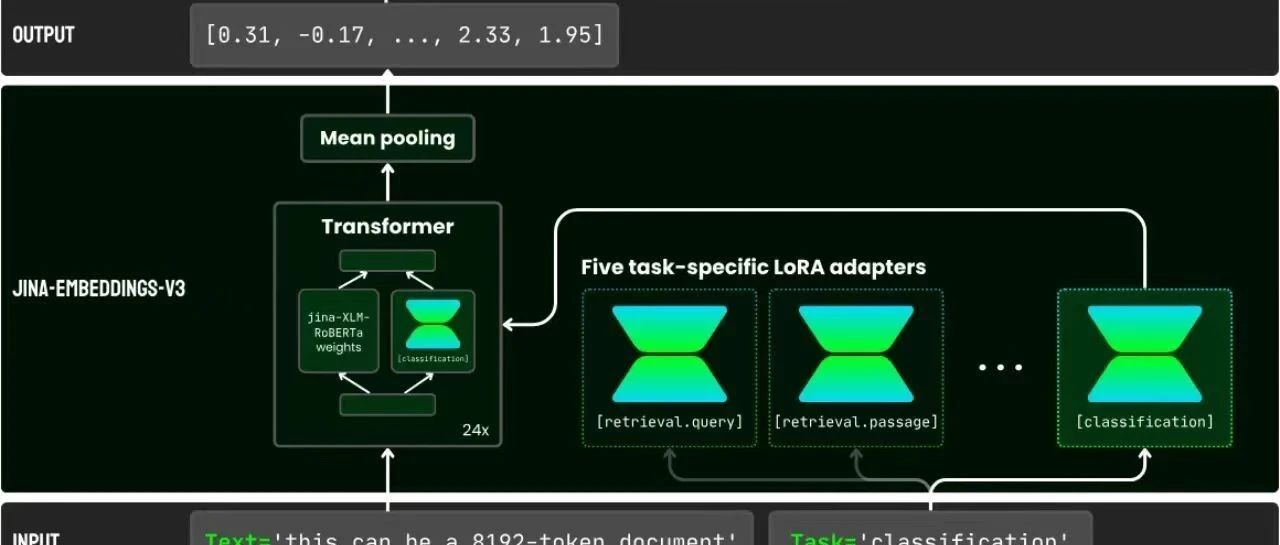 OUTPUT
[0.31, -0.17, ..., 2.33, 1.95]
Mean pooling
Transformer
Five task-specific LoRA adapters
JINA-EMBEDDINGS-V3
jina-XLM-
RoBERTa
weights
[classification]
24x
[retrieval.query]
[retrieval.passage]
...
[classification]
INPUT
Text='this can be a 8192-token document'
Task='classification'